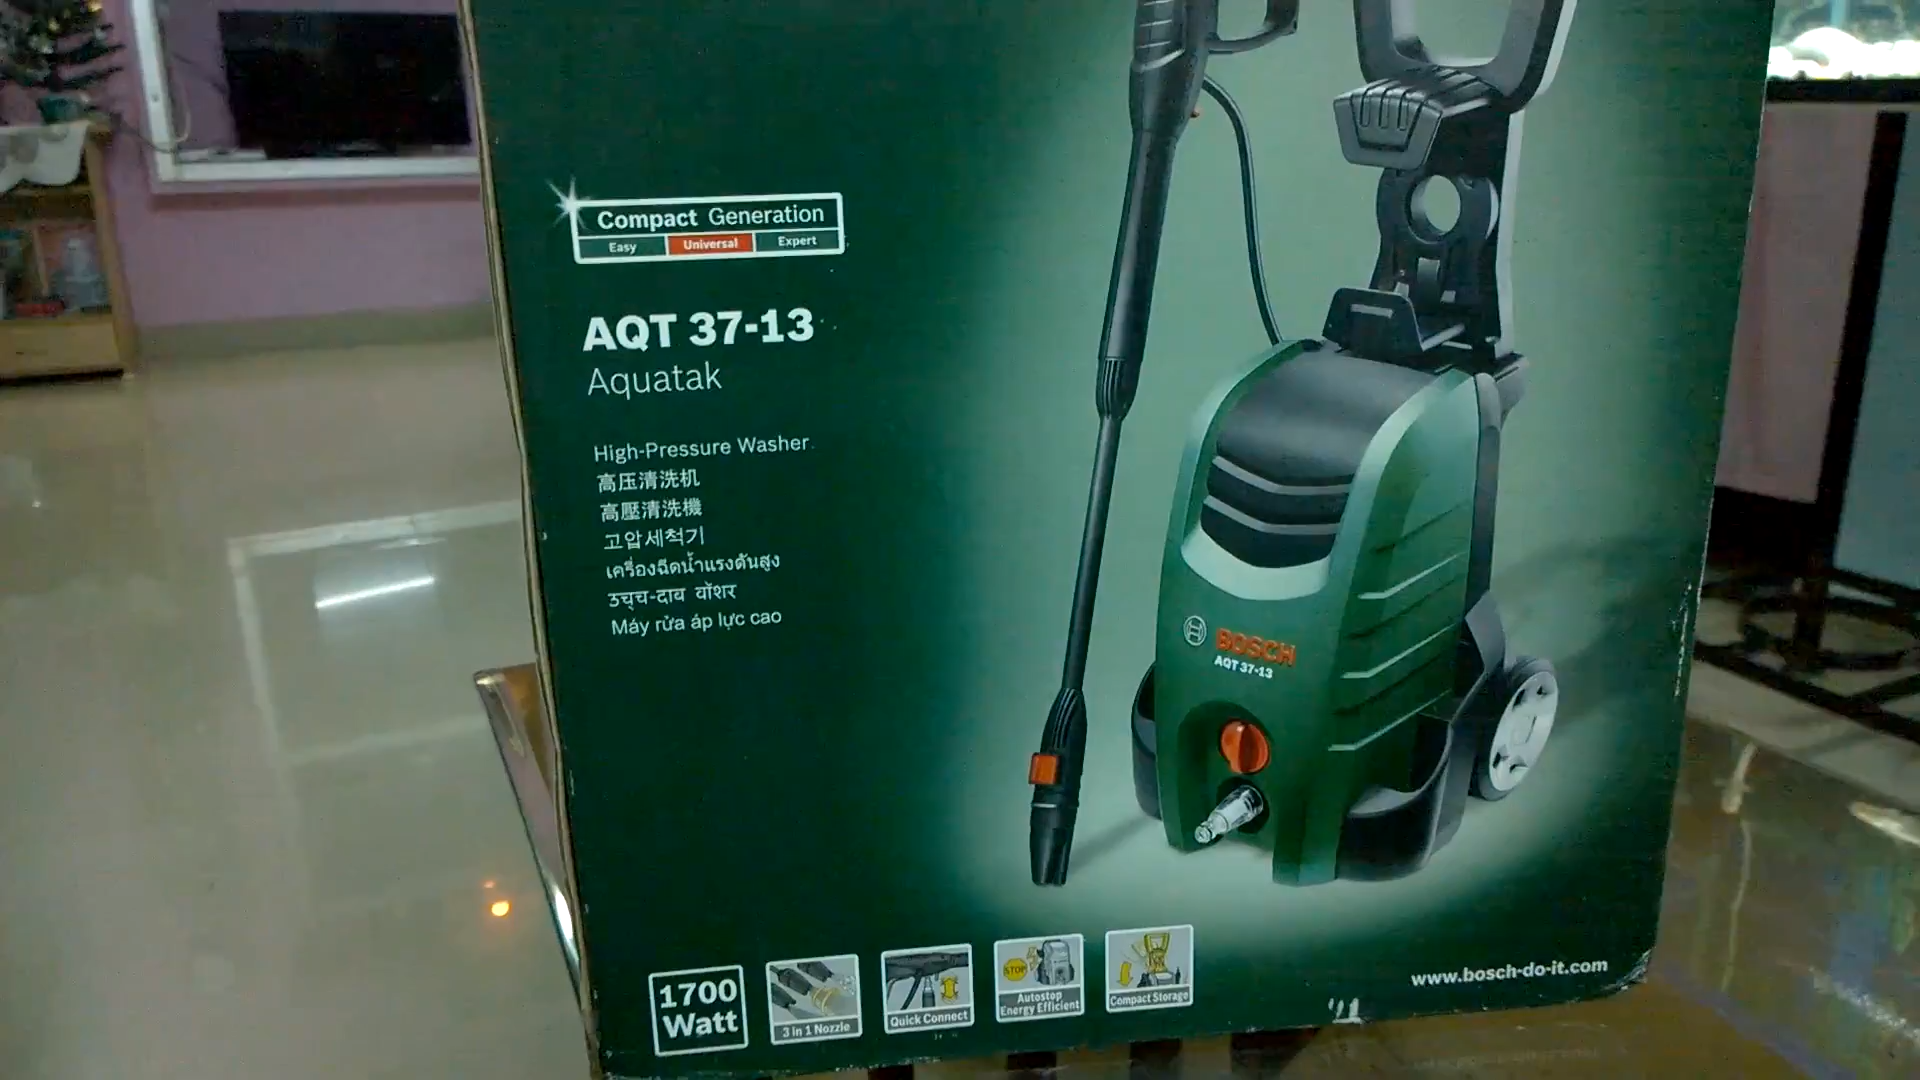 Compact Generation
Easy Universal Expert
AQT 37-13
Aquatak
High-Pressure Washer
高压清洗机
高壓清洗機
고압세척기
เครื่องฉีดน้ำแรงดันสูง
उच्च-दाब वॉशर
Máy rửa áp lực cao
BOSCH
AQT 37-13
1700
Watt
3 in 1 Nozzle
Quick Connect
STOP
Autostop
Energy Efficient
Compact Storage
www.bosch-do-it.com